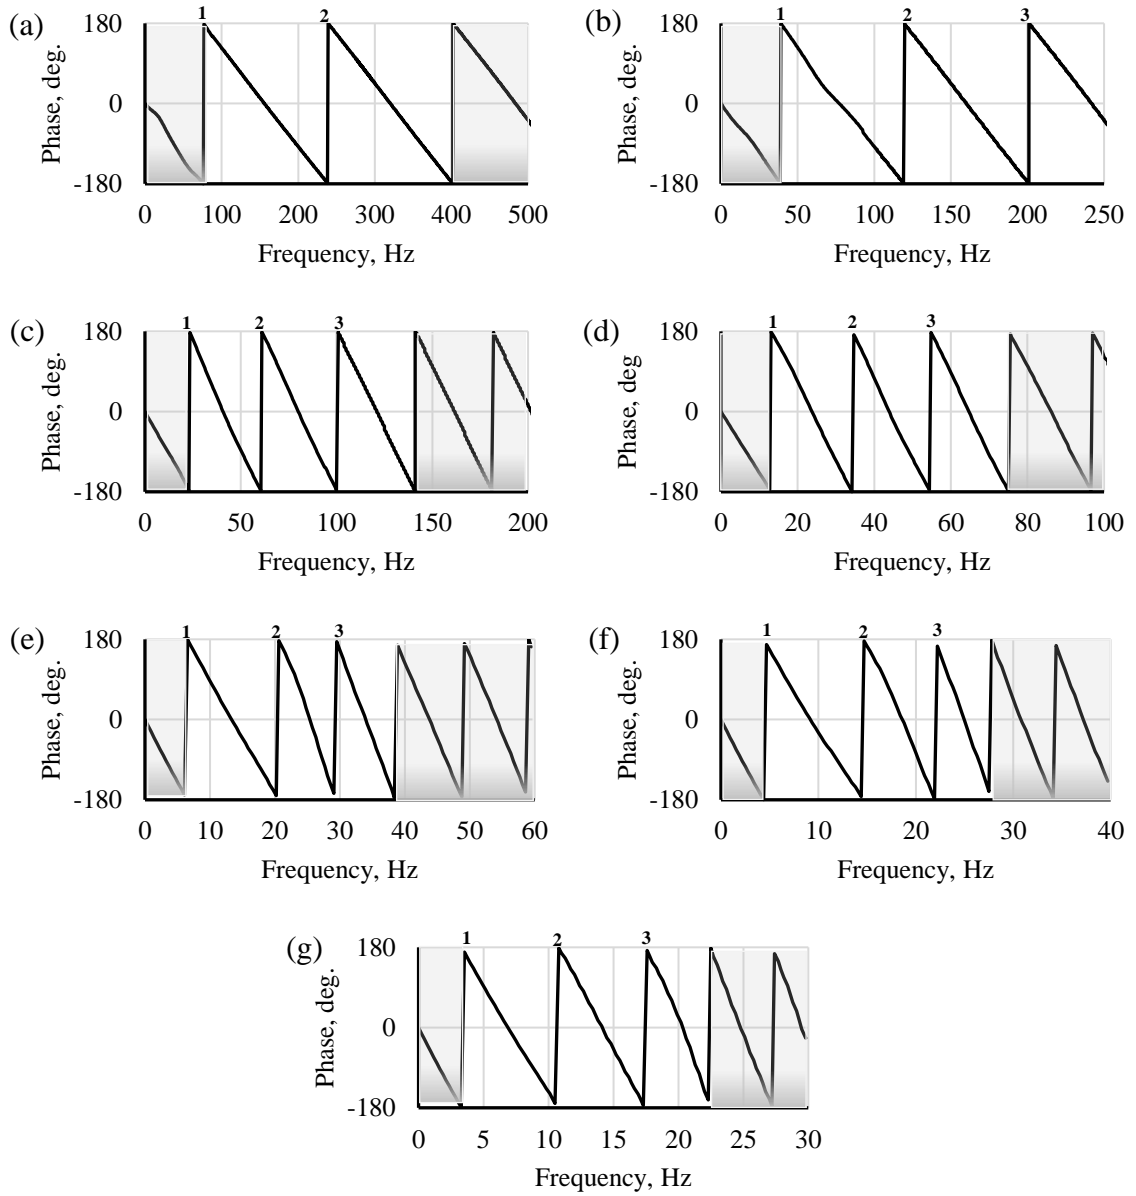 (a)
1 2
180
0
-180
Phase, deg.
0 100 200 300 400 500
Frequency, Hz
(b)
1 2 3
180
0
-180
Phase, deg.
0 50 100 150 200 250
Frequency, Hz
(c)
1 2 3
180
0
-180
Phase, deg.
0 50 100 150 200
Frequency, Hz
(d)
1 2 3
180
0
-180
Phase, deg
0 20 40 60 80 100
Frequency, Hz
(e)
1 2 3
180
0
-180
Phase, deg.
0 10 20 30 40 50 60
Frequency, Hz
(f)
1 2 3
180
0
-180
Phase, deg.
0 10 20 30 40
Frequency, Hz
(g)
1 2 3
180
0
-180
Phase, deg.
0 5 10 15 20 25 30
Frequency, Hz